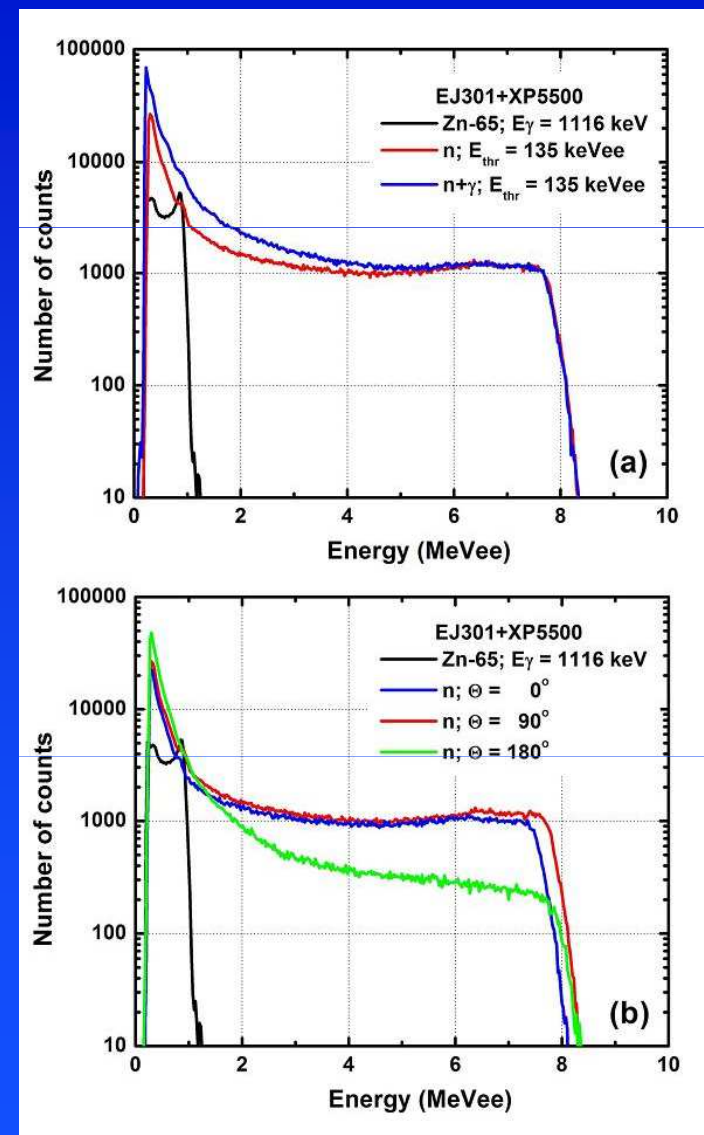 100000
10000
1000
100
10
Number of counts
EJ301+XP5500
Zn-65; Eγ = 1116 keV
n; E_thr = 135 keVee
n+γ; E_thr = 135 keVee
(a)
0 2 4 6 8 10
Energy (MeVee)
100000
10000
1000
100
10
Number of counts
EJ301+XP5500
Zn-65; Eγ = 1116 keV
n; Θ = 0°
n; Θ = 90°
n; Θ = 180°
(b)
0 2 4 6 8 10
Energy (MeVee)